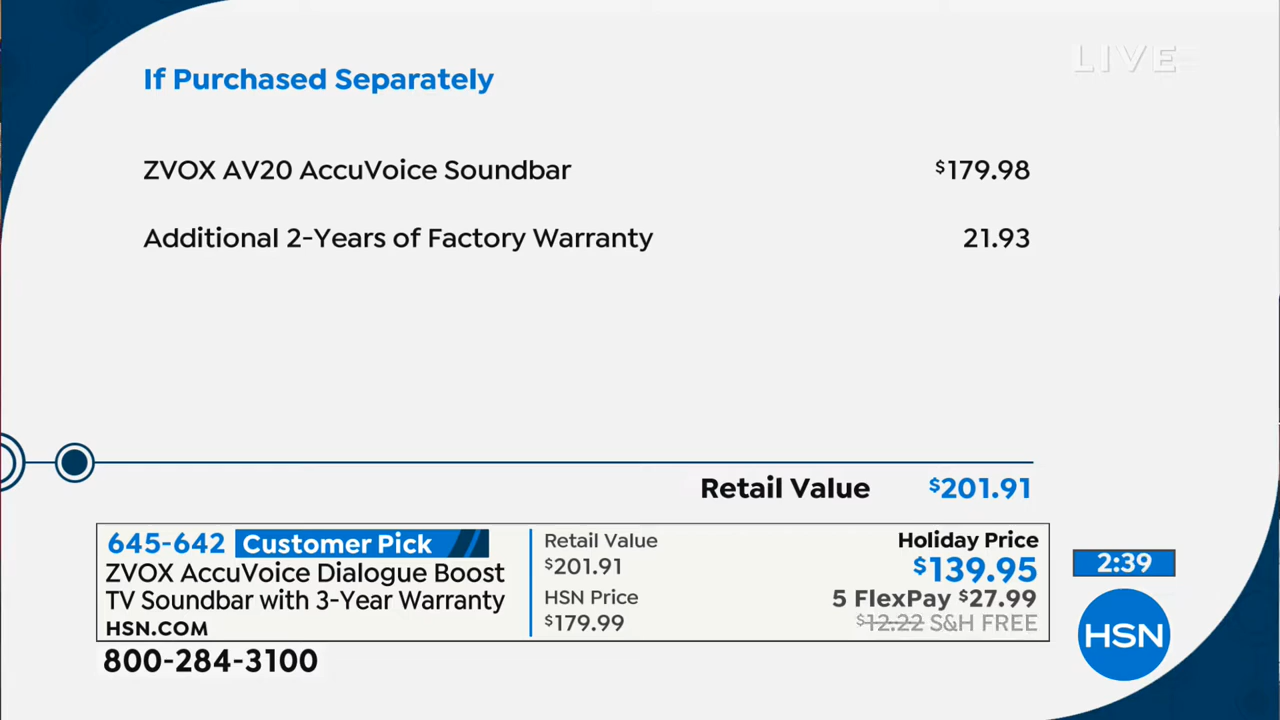 LIVE
If Purchased Separately
ZVOX AV20 AccuVoice Soundbar $179.98
Additional 2-Years of Factory Warranty 21.93
Retail Value $201.91
645-642 Customer Pick
ZVOX AccuVoice Dialogue Boost
TV Soundbar with 3-Year Warranty
HSN.COM
Retail Value
$201.91
HSN Price
$179.99
Holiday Price
$139.95
5 FlexPay $27.99
$12.22 S&H FREE
2:39
HSN
800-284-3100